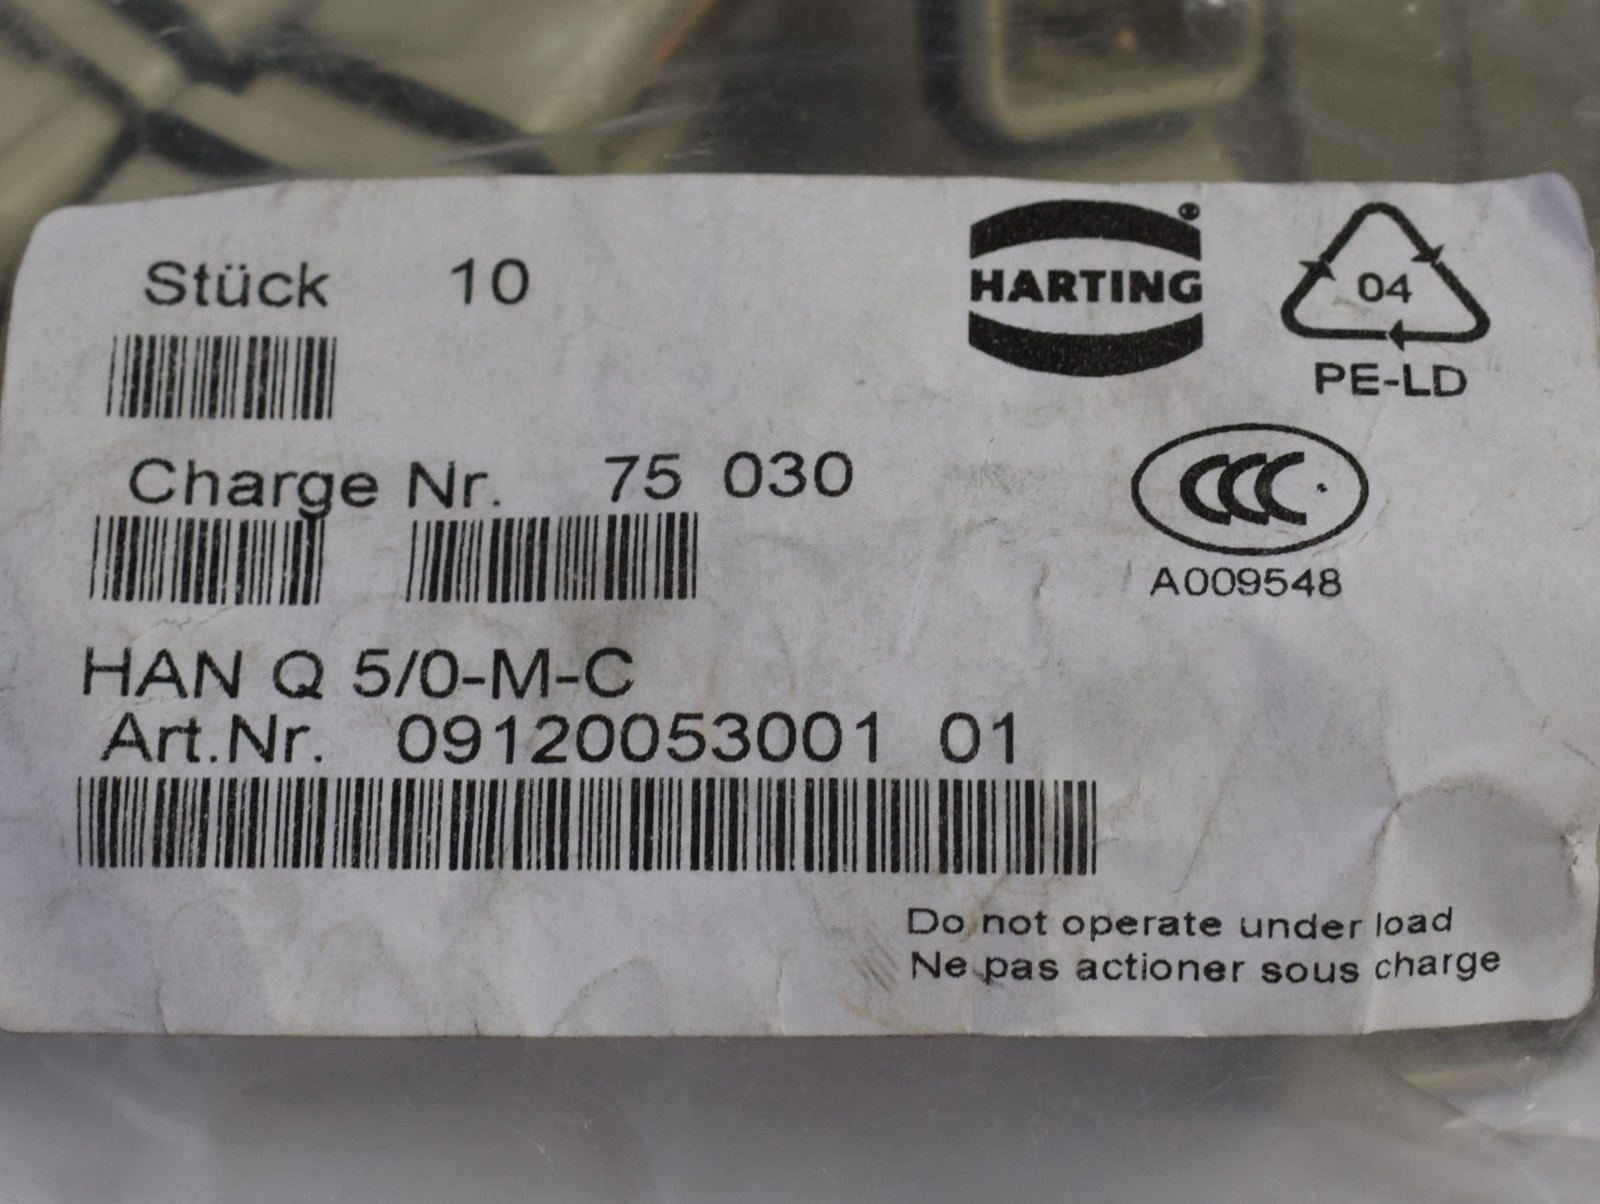 Stück 10
HARTING®
04
PE-LD
Charge Nr. 75 030
CCC
A009548
HAN Q 5/0-M-C
Art.Nr. 09120053001 01
Do not operate under load
Ne pas actioner sous charge